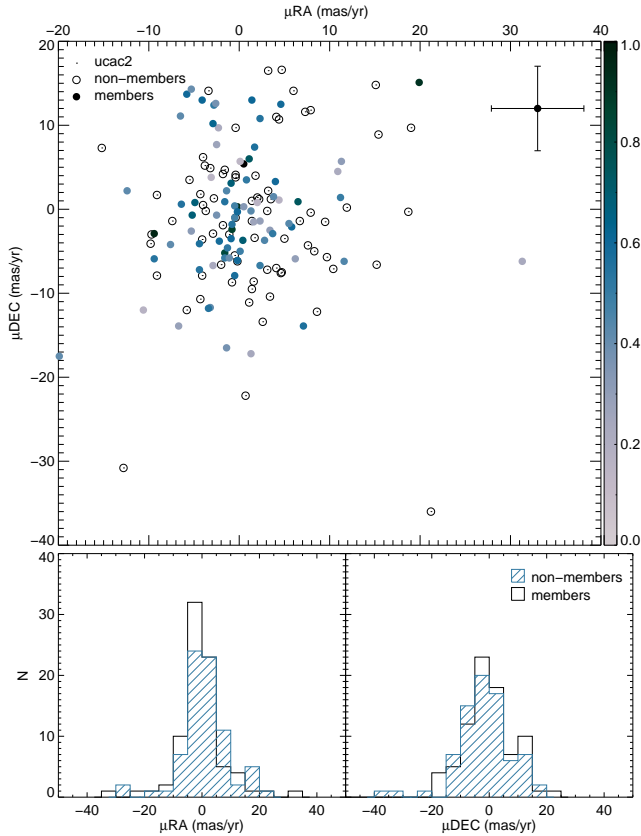 μRA (mas/yr)
−20 −10 0 10 20 30 40
20
10
0
−10
−20
−30
−40
μDEC (mas/yr)
ucac2
non−members
members
1.0
0.8
0.6
0.4
0.2
0.0
40
30
20
10
0
N
−40 −20 0 20 40
μRA (mas/yr)
non−members
members
−40 −20 0 20 40
μDEC (mas/yr)